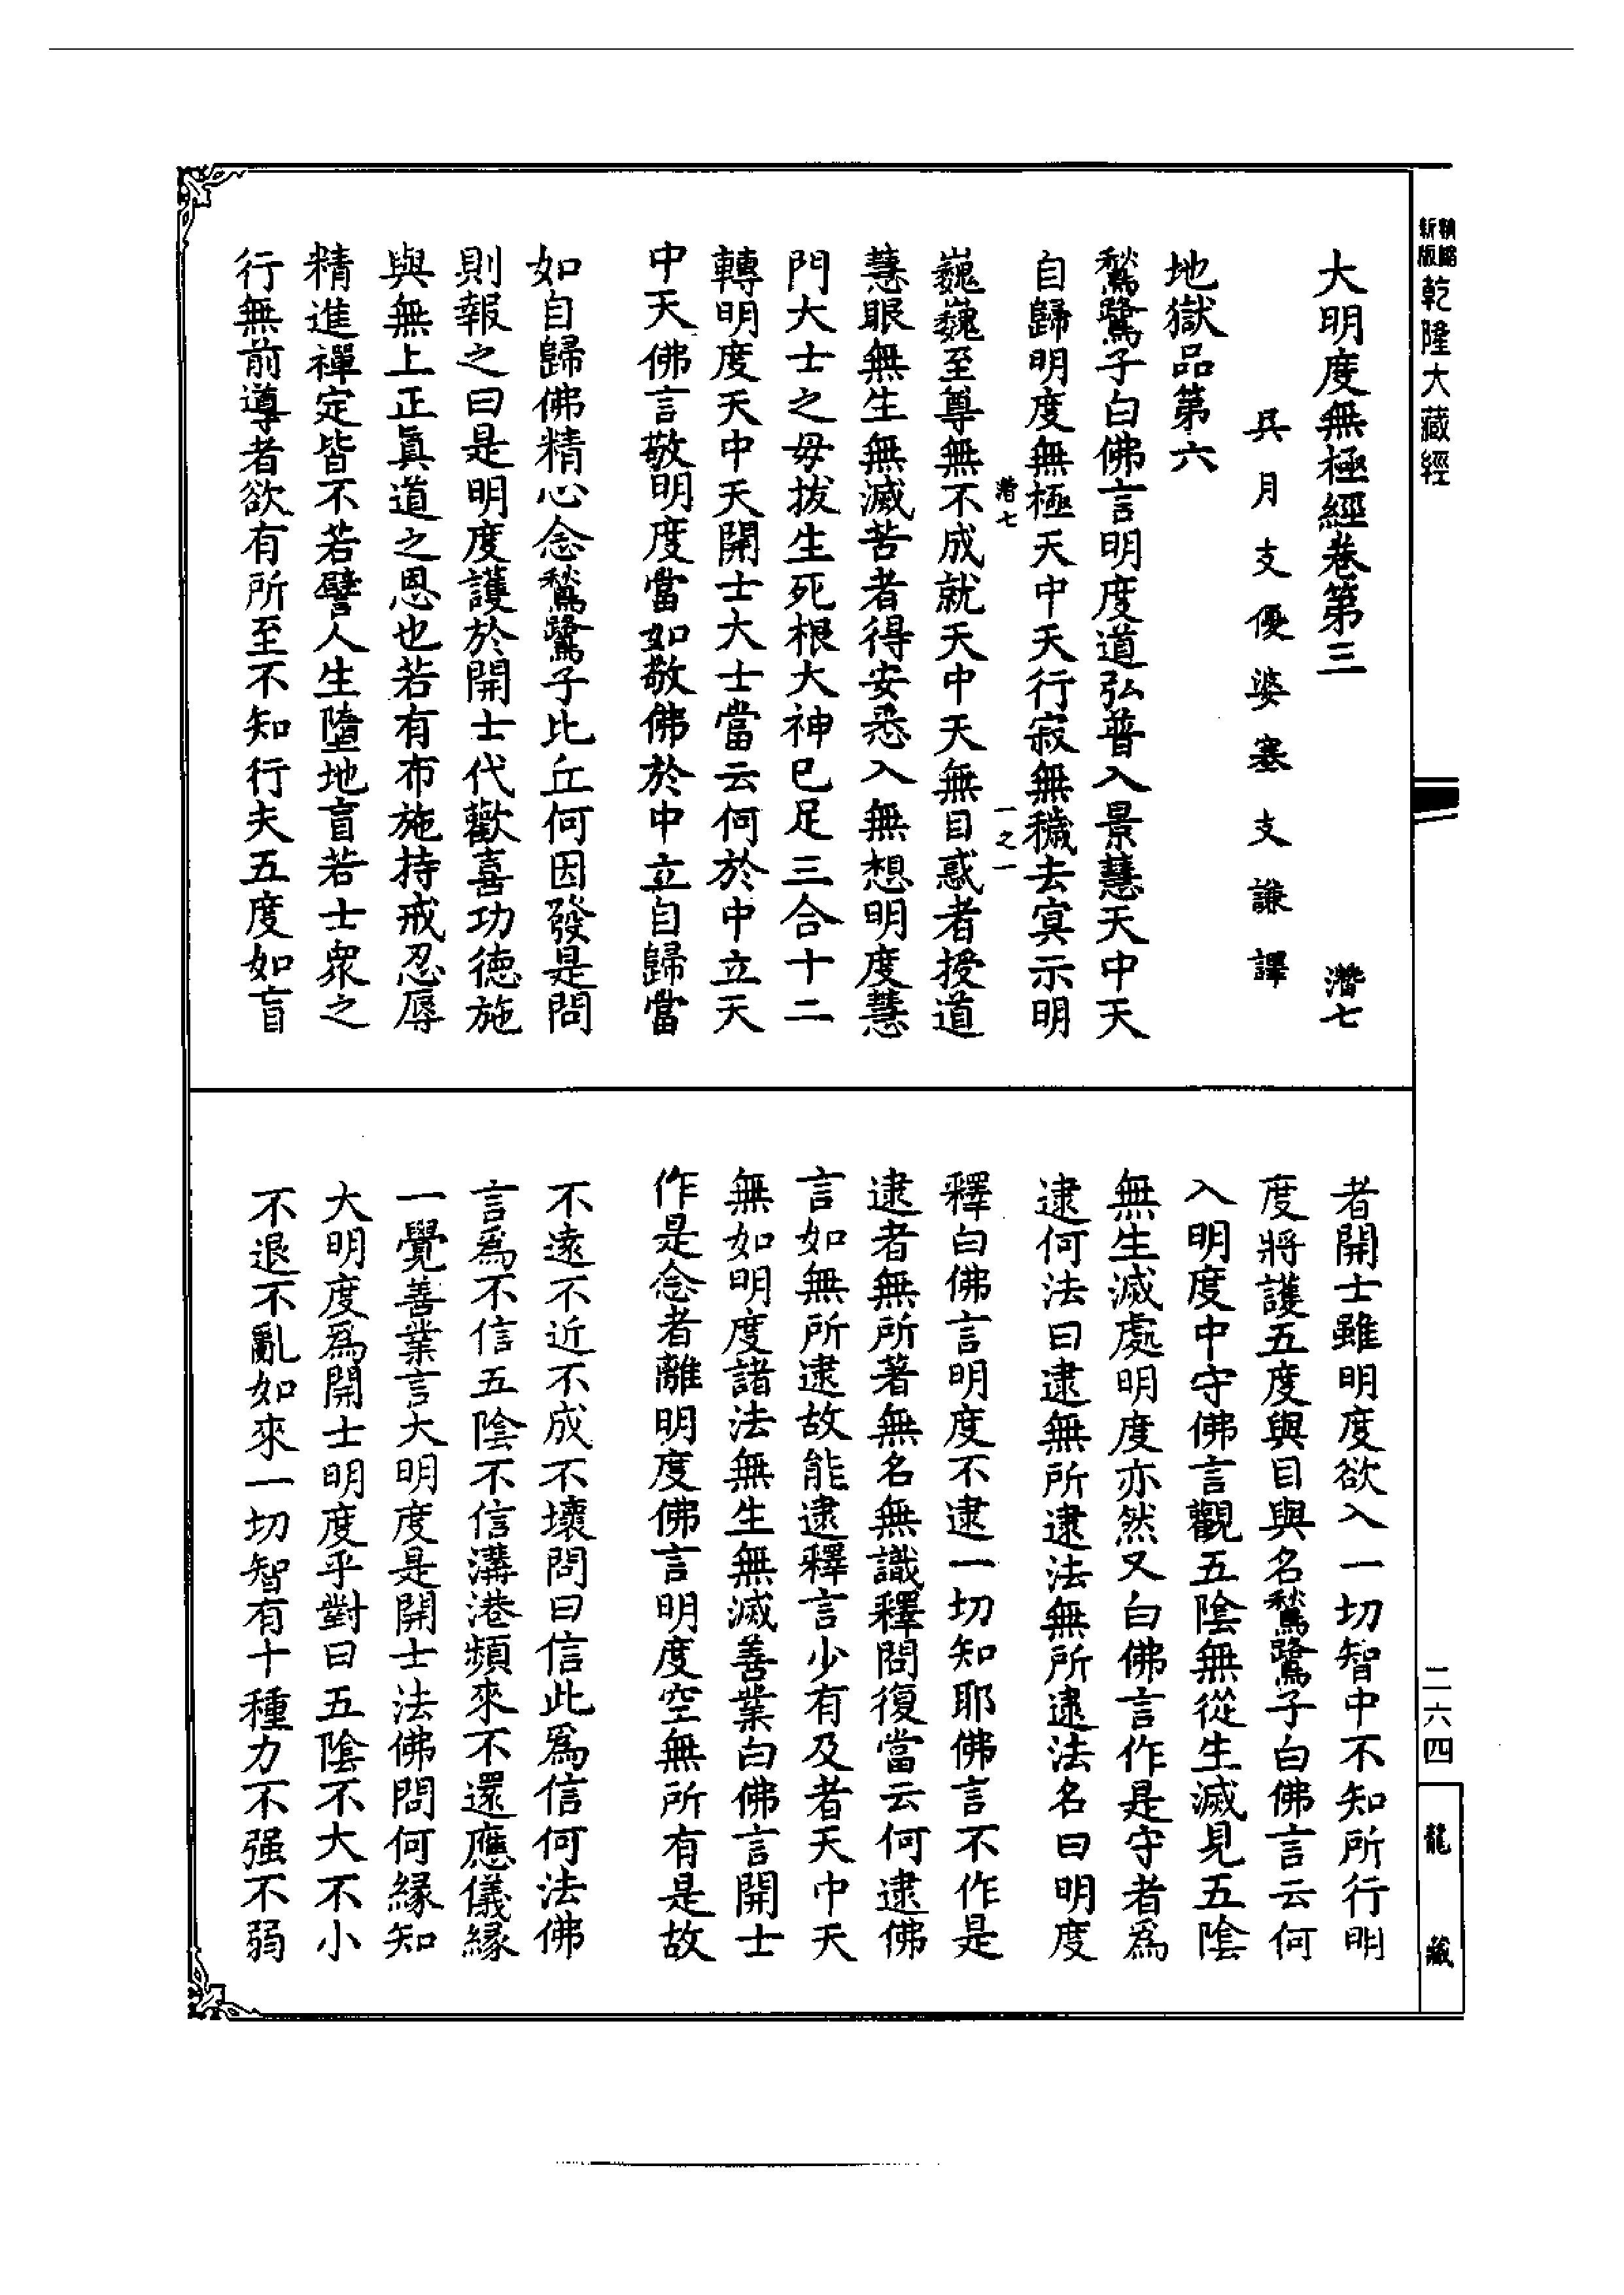 新版精縮乾隆大藏經
大明度無極經卷第三 潛七
吳月支優婆塞支謙譯
地獄品第六
鶖鷺子白佛言明度道弘普入景慧天中天
自歸明度無極天中天行寂無穢去㝠示明
潛七 一之一
巍巍至尊無不成就天中天無目惑者授道
慧眼無生無滅苦者得安悉入無想明度慧
門大士之毋拔生死根大神巳足三合十二
轉明度天中天開士大士當云何於中立天
中天佛言敬明度當如敬佛於中立自歸當
如自歸佛精心念鶖鷺子比丘何因發是問
則報之曰是明度護於開士代歡喜功德施
與無上正眞道之恩也若有布施持戒忍辱
精進禪定皆不若譬人生墮地盲若士衆之
行無前導者欲有所至不知行夫五度如盲
者開士雖明度欲入一切智中不知所行明
度將護五度與目與名鶖鷺子白佛言云何
入明度中守佛言觀五陰無從生滅見五陰
無生滅處明度亦然又白佛言作是守者爲
逮何法曰逮無所逮法無所逮法名曰明度
釋白佛言明度不逮一切知耶佛言不作是
逮者無所著無名無識釋問復當云何逮佛
言如無所逮故能逮釋言少有及者天中天
無如明度諸法無生無滅善業白佛言開士
作是念者離明度佛言明度空無所有是故
不遠不近不成不壞問曰信此爲信何法佛
言爲不信五陰不信溝港頻來不還應儀緣
一覺善業言大明度是開士法佛問何緣知
大明度爲開士明度乎對曰五陰不大不小
不退不亂如來一切智有十種力不强不弱
二六四
龍藏